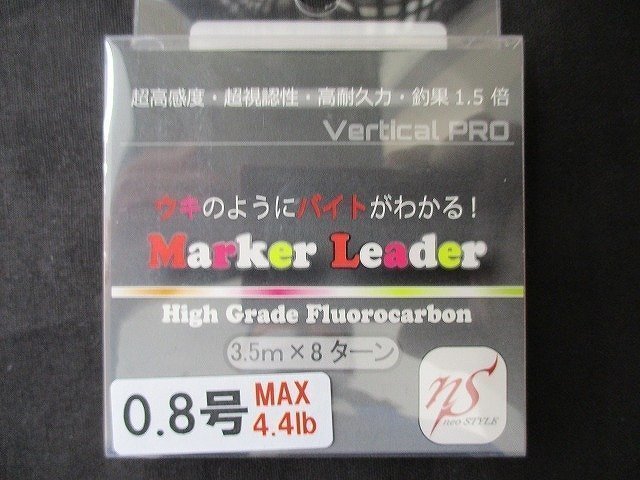 超高感度・超視認性・高耐久力・釣果1.5倍
Vertical PRO
ウキのようにバイトがわかる！
Marker Leader
High Grade Fluorocarbon
3.5m×8ターン
0.8号
MAX
4.4lb
nS
neo STYLE